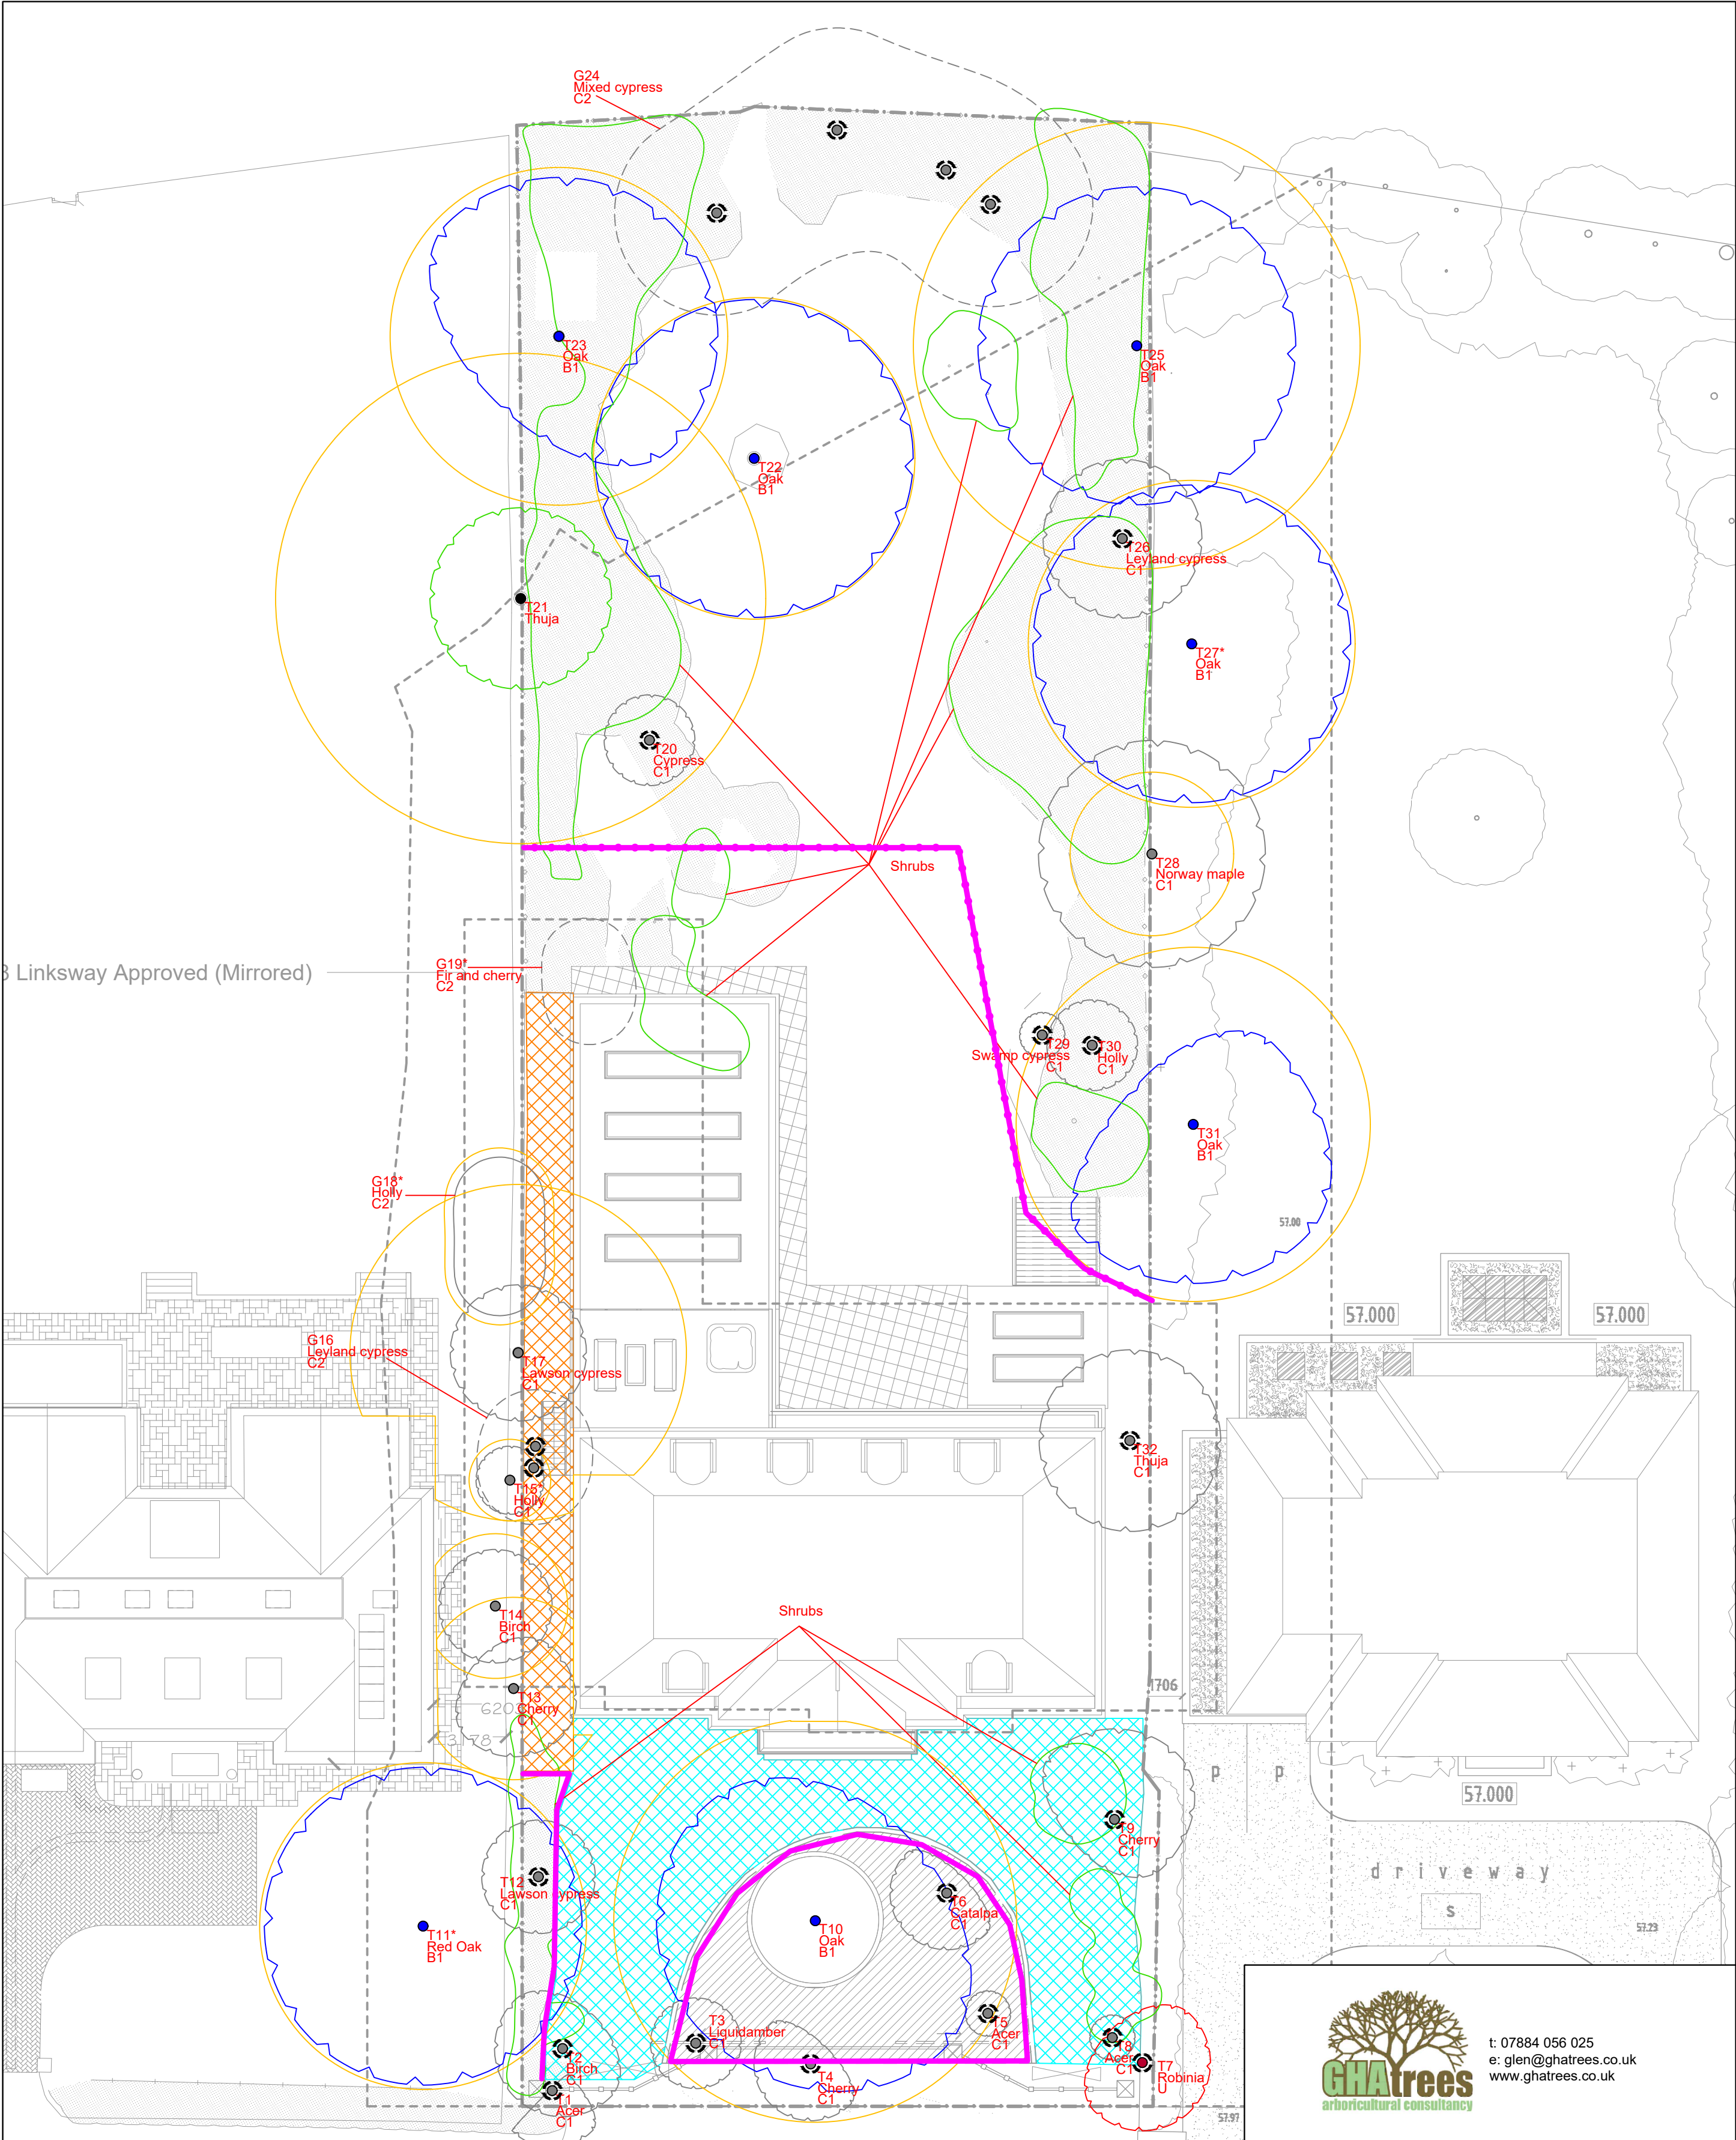 G24
Mixed cypress
C2
T23
Oak
B1
T25
Oak
B1
T22
Oak
B1
T26
Leyland cypress
C1
T21
Thuja
T27*
Oak
B1
T20
Cypress
C1
Shrubs
T28
Norway maple
C1
3 Linksway Approved (Mirrored)
G19*
Fir and cherry
C2
T29
Swamp cypress
C1
T30
Holly
C1
T31
Oak
B1
G18*
Holly
C2
57.00
57.000
57.000
G16
Leyland cypress
C2
T17
Lawson cypress
C1
T32
Thuja
C1
T15*
Holly
C1
T14
Birch
C1
Shrubs
T13
Cherry
C1
1706
P P
57.000
T9
Cherry
C1
driveway
S
57.23
T12
Lawson cypress
C1
T6
Catalpa
C1
T11*
Red Oak
B1
T10
Oak
B1
T3
Liquidamber
C1
T5
Acer
C1
T8
Acer
C1
T2
Birch
C1
T4
Cherry
C1
T7
Robinia
U
T1
Acer
C1
57.97
GHAtrees
arboricultural consultancy
t: 07884 056 025
e: glen@ghatrees.co.uk
www.ghatrees.co.uk